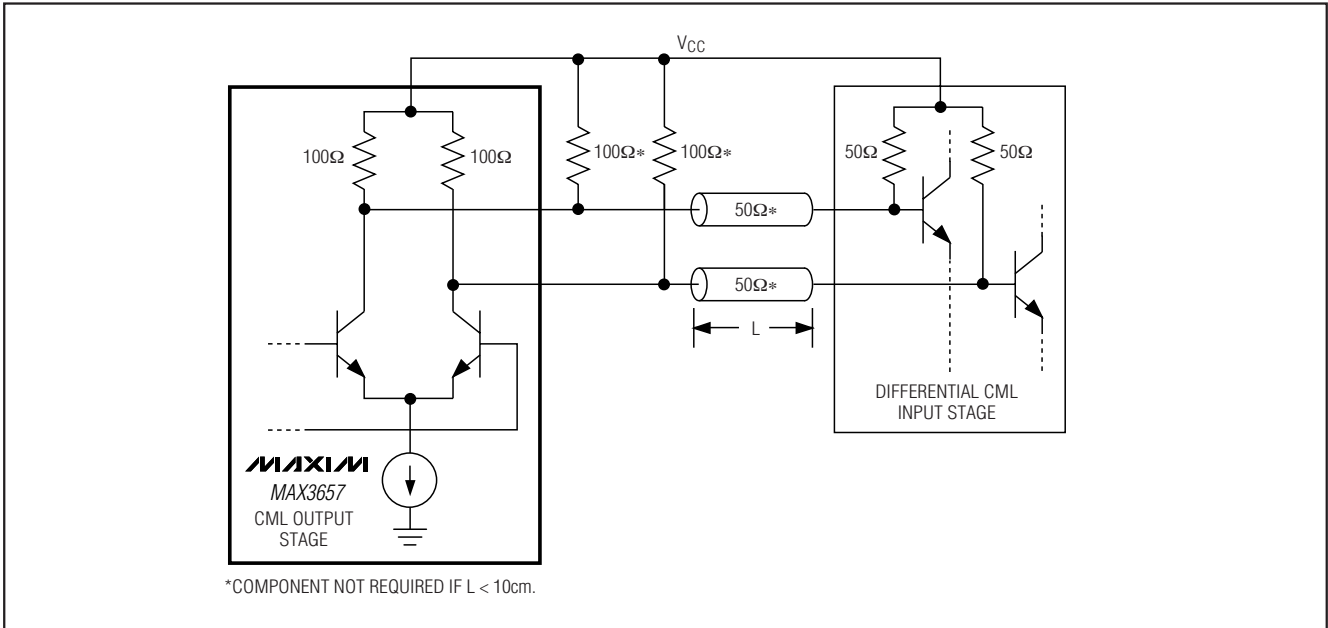 VCC
100Ω
100Ω
100Ω*
100Ω*
50Ω
50Ω
50Ω*
50Ω*
L
DIFFERENTIAL CML
INPUT STAGE
MAXIM
MAX3657
CML OUTPUT
STAGE
*COMPONENT NOT REQUIRED IF L < 10cm.